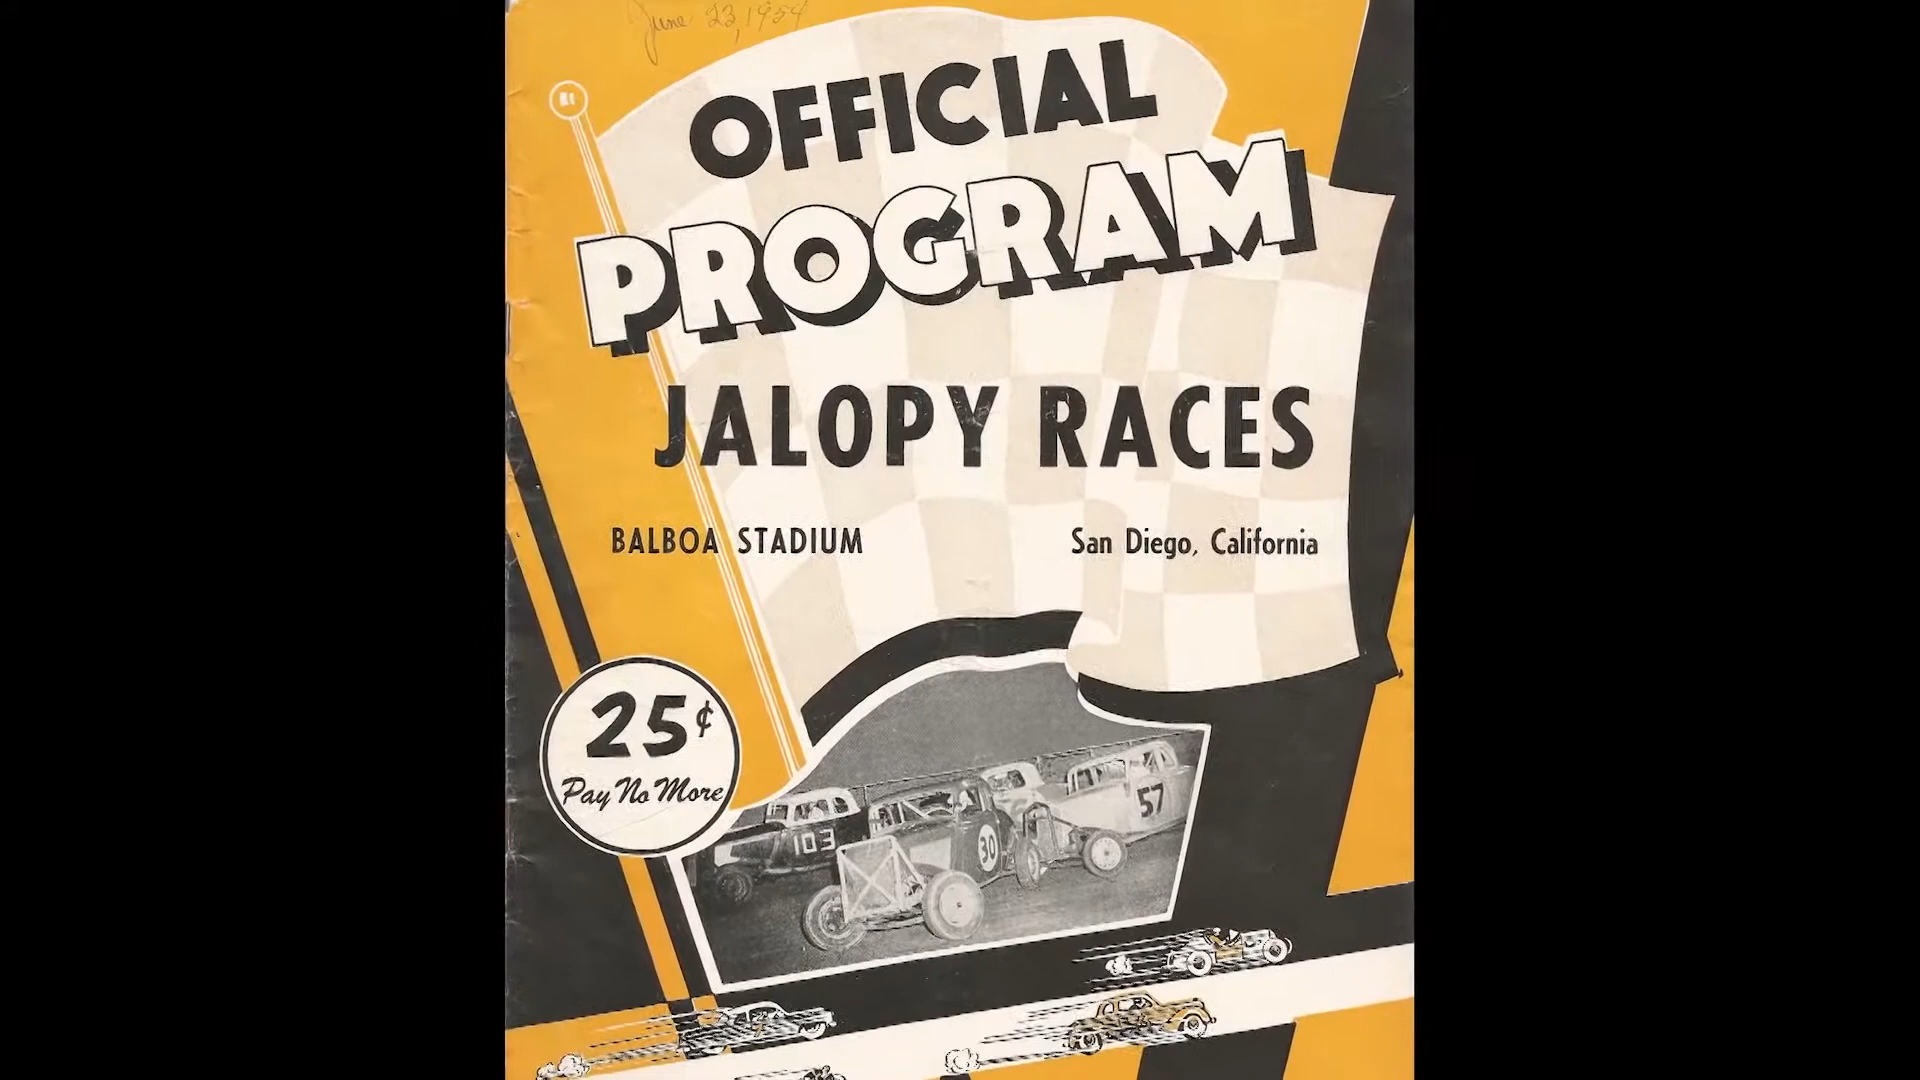 June 23, 1954
OFFICIAL
PROGRAM
JALOPY RACES
BALBOA STADIUM
San Diego, California
25¢
Pay No More
103
30
57